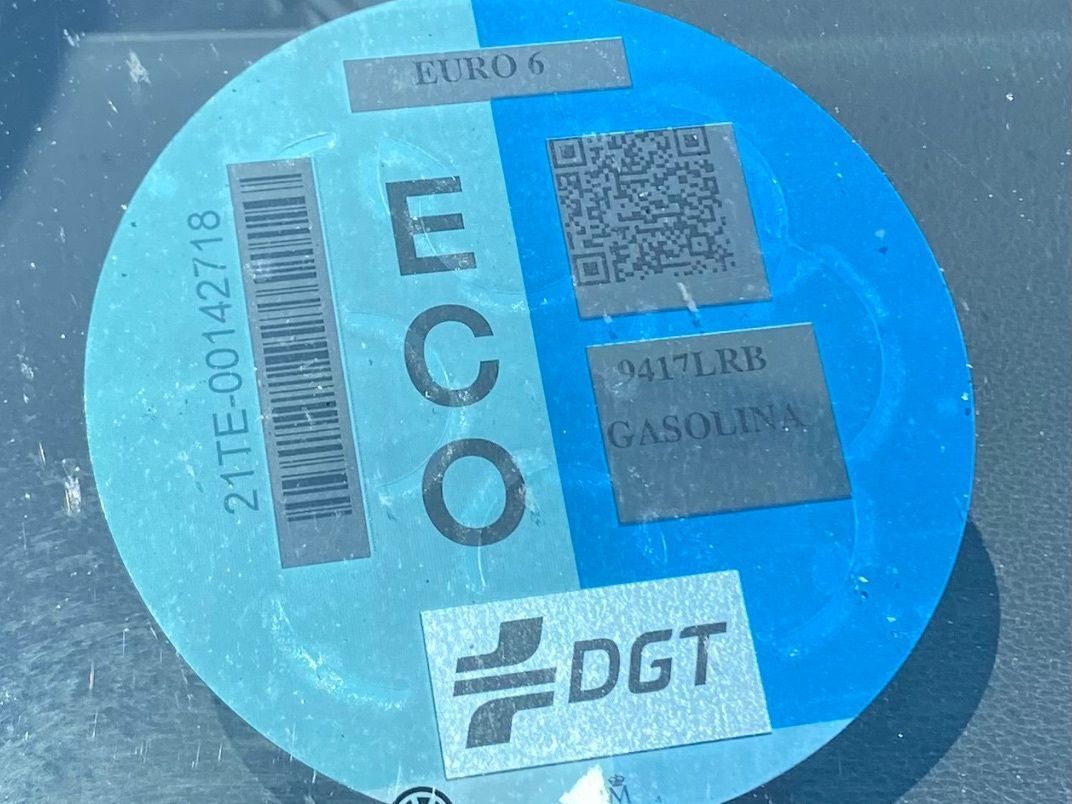 EURO 6
21TE-00142718
ECO
9417LRB
GASOLINA
DGT
M